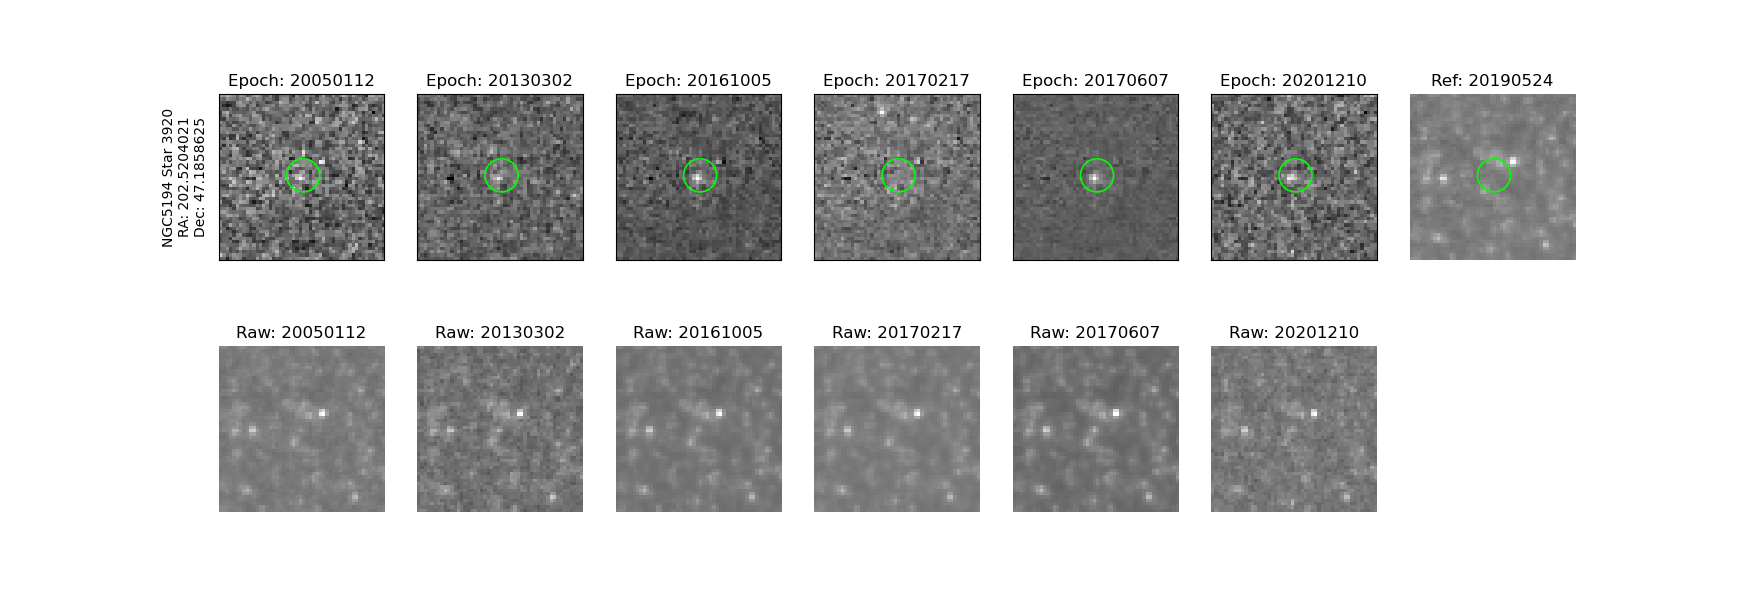 Epoch: 20050112
Epoch: 20130302
Epoch: 20161005
Epoch: 20170217
Epoch: 20170607
Epoch: 20201210
Ref: 20190524
NGC5194 Star 3920
RA: 202.5204021
Dec: 47.1858625
Raw: 20050112
Raw: 20130302
Raw: 20161005
Raw: 20170217
Raw: 20170607
Raw: 20201210